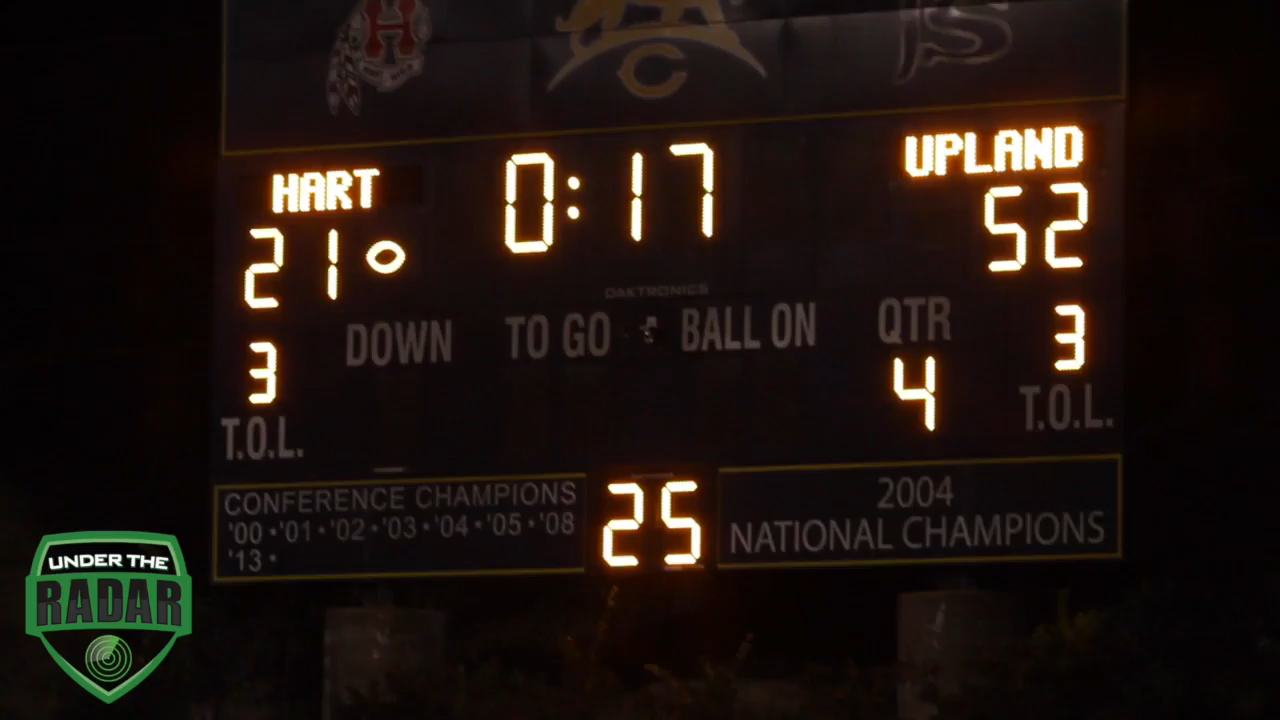 H
C
JS
HART
0:17
UPLAND
21
52
DAKTRONICS
DOWN
TO GO
BALL ON
QTR
3
3
4
T.O.L.
T.O.L.
CONFERENCE CHAMPIONS
'00 • '01 • '02 • '03 • '04 • '05 • '08
'13 •
25
2004
NATIONAL CHAMPIONS
UNDER THE
RADAR